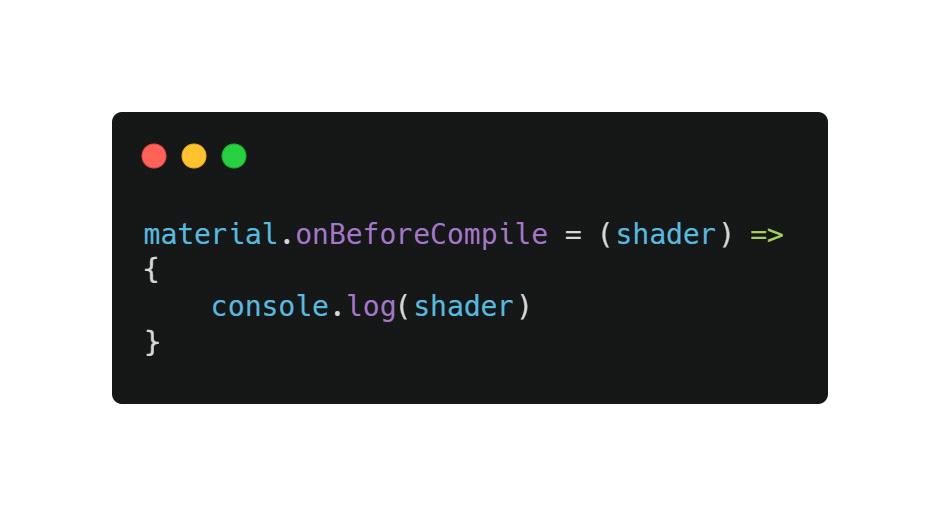 material.onBeforeCompile = (shader) =>
{
    console.log(shader)
}